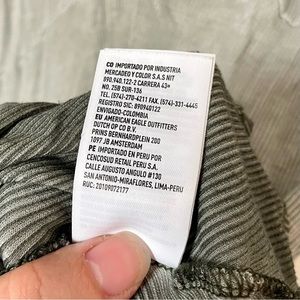 CO IMPORTADO POR INDUSTRIA
MERCADEO Y COLOR S.A.S NIT
890.940.122-2 CARRERA 43ª
NO. 25B SUR-136
TEL.(574)-270-4211 FAX. (574)-331-4445
REGISTRO SIC: 890940122
ENVIGADO-COLOMBIA
EU AMERICAN EAGLE OUTFITTERS
DUTCH OP CO B.V.
PRINS BERNHARDPLEIN 200
1097 JB AMSTERDAM
PE IMPORTADO EN PERU POR
CENCOSUD RETAIL PERU S.A.
CALLE AUGUSTO ANGULO #130
SAN ANTONIO-MIRAFLORES, LIMA-PERU
RUC: 20109072177